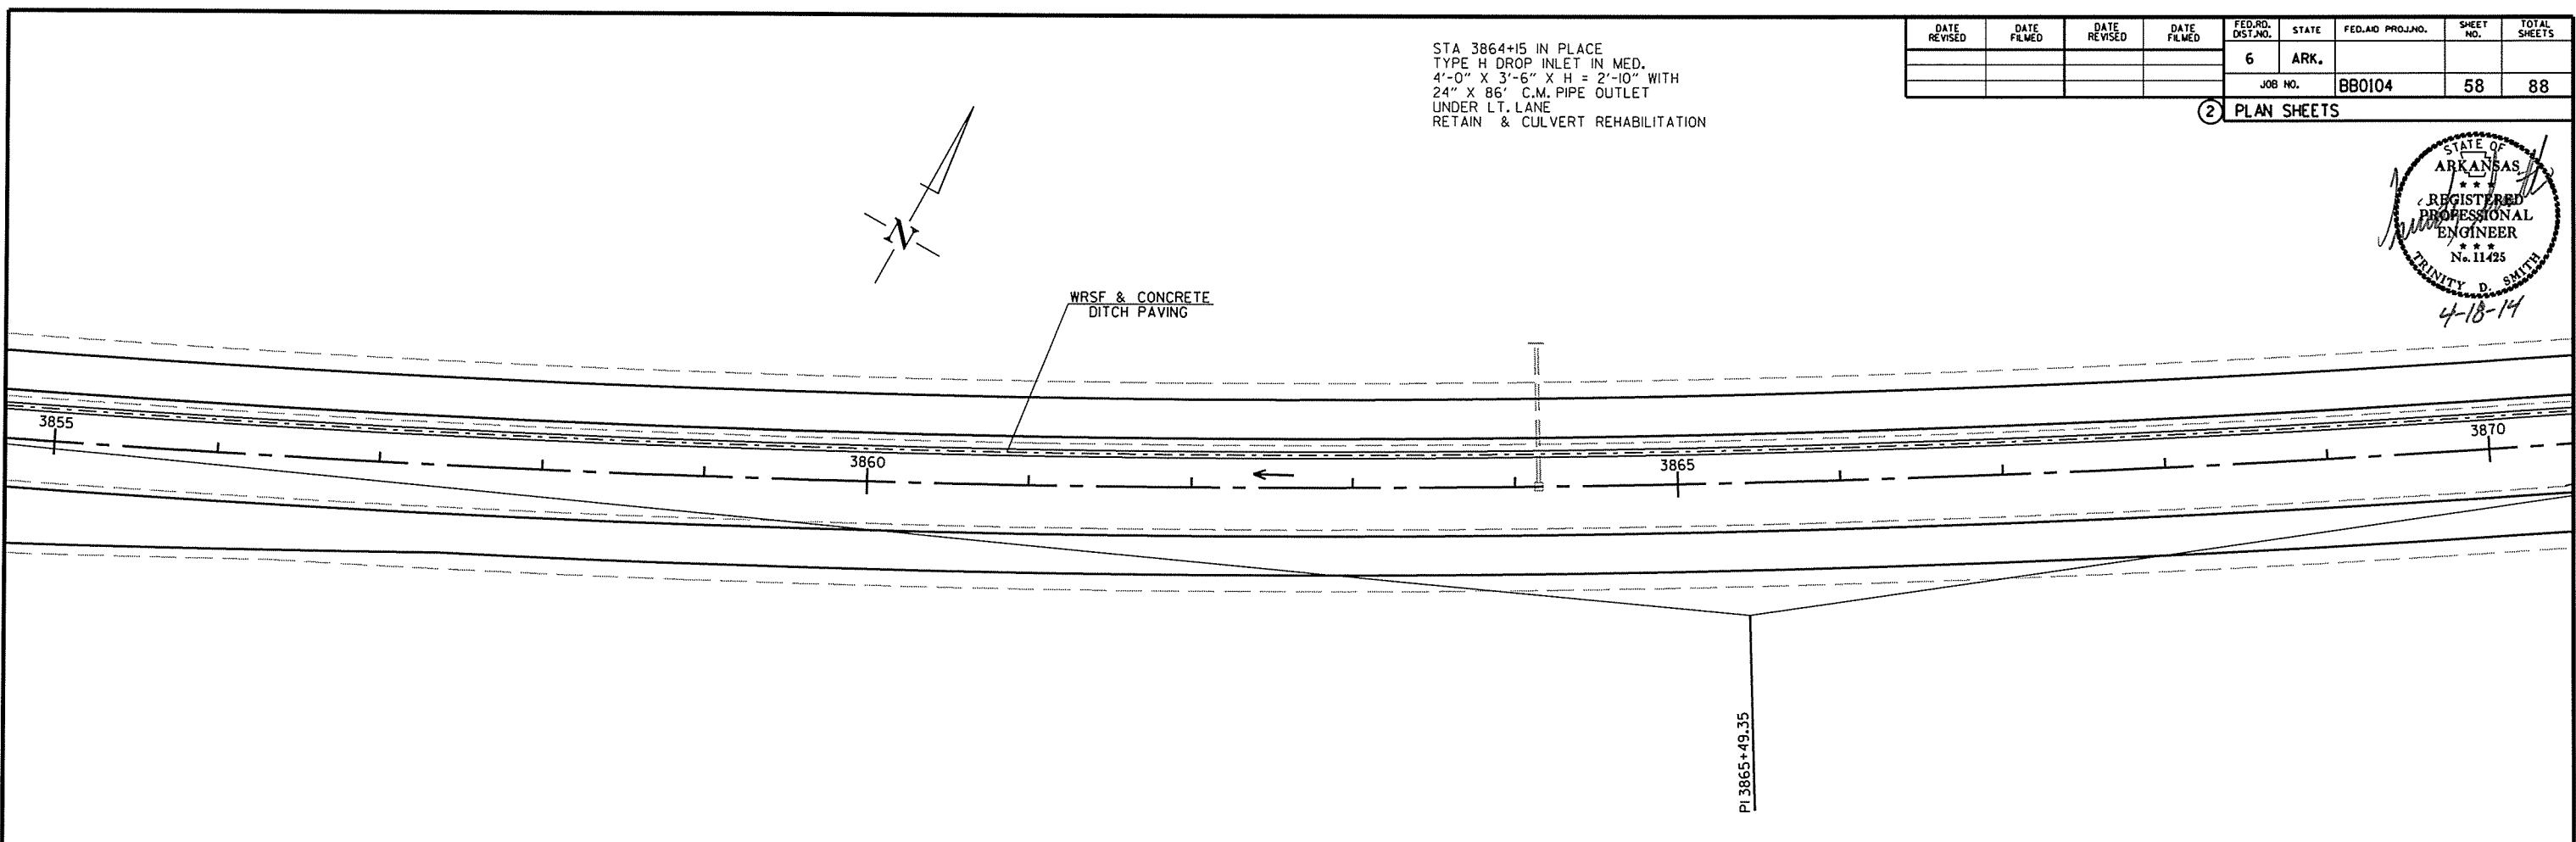 STA 3864+15 IN PLACE
TYPE H DROP INLET IN MED.
4'-0" X 3'-6" X H = 2'-10" WITH
24" X 86' C.M. PIPE OUTLET
UNDER LT. LANE
RETAIN & CULVERT REHABILITATION
DATE REVISED
DATE FILMED
DATE REVISED
DATE FILMED
FED.RD. DIST.NO.
STATE
FED.AID PROJ.NO.
SHEET NO.
TOTAL SHEETS
6 ARK.
JOB NO. BB0104 58 88
2 PLAN SHEETS
STATE OF
ARKANSAS
★ ★ ★
REGISTERED
PROFESSIONAL
ENGINEER
★ ★ ★
No. 11425
TRINITY D. SMITH
4-18-14
N
WRSF & CONCRETE
DITCH PAVING
3855
3860
3865
3870
PI 3865+49.35